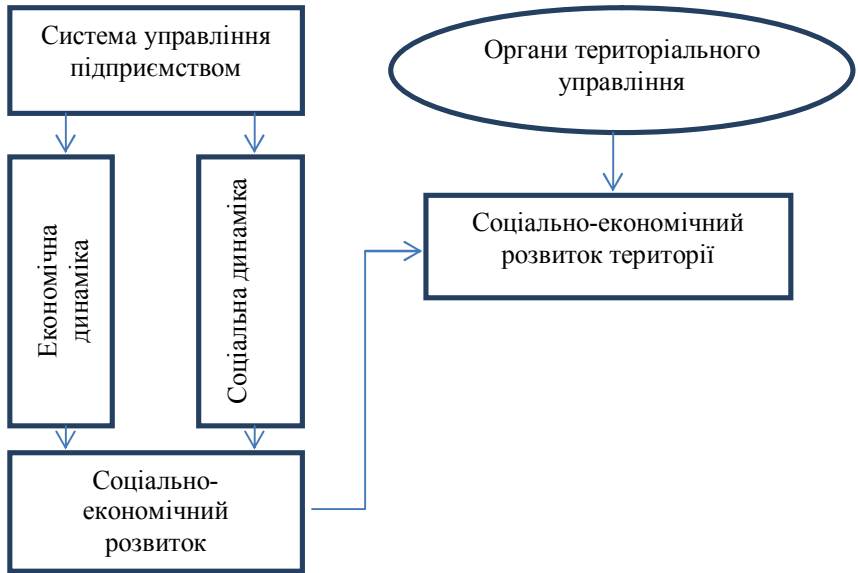 Система управління
підприємством
Органи територіального
управління
Економічна
динаміка
Соціальна динаміка
Соціально-економічний
розвиток території
Соціально-
економічний
розвиток